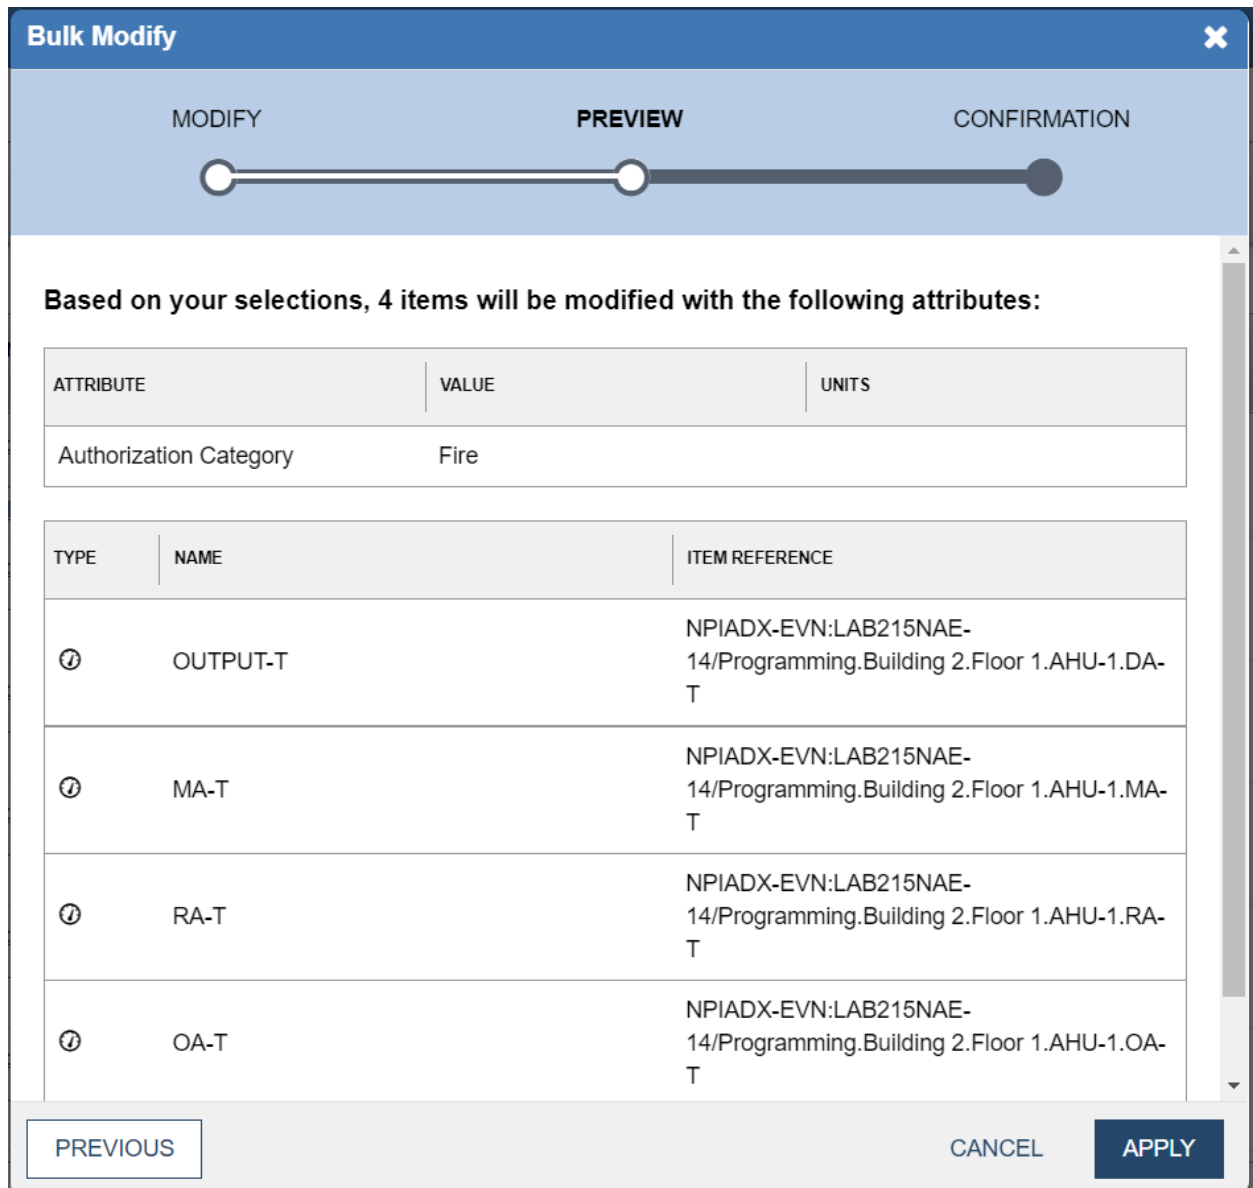 Bulk Modify
MODIFY
PREVIEW
CONFIRMATION
Based on your selections, 4 items will be modified with the following attributes:
ATTRIBUTE
VALUE
UNITS
Authorization Category
Fire
TYPE
NAME
ITEM REFERENCE
OUTPUT-T
NPIADX-EVN:LAB215NAE-
14/Programming.Building 2.Floor 1.AHU-1.DA-
T
MA-T
NPIADX-EVN:LAB215NAE-
14/Programming.Building 2.Floor 1.AHU-1.MA-
T
RA-T
NPIADX-EVN:LAB215NAE-
14/Programming.Building 2.Floor 1.AHU-1.RA-
T
OA-T
NPIADX-EVN:LAB215NAE-
14/Programming.Building 2.Floor 1.AHU-1.OA-
T
PREVIOUS
CANCEL
APPLY